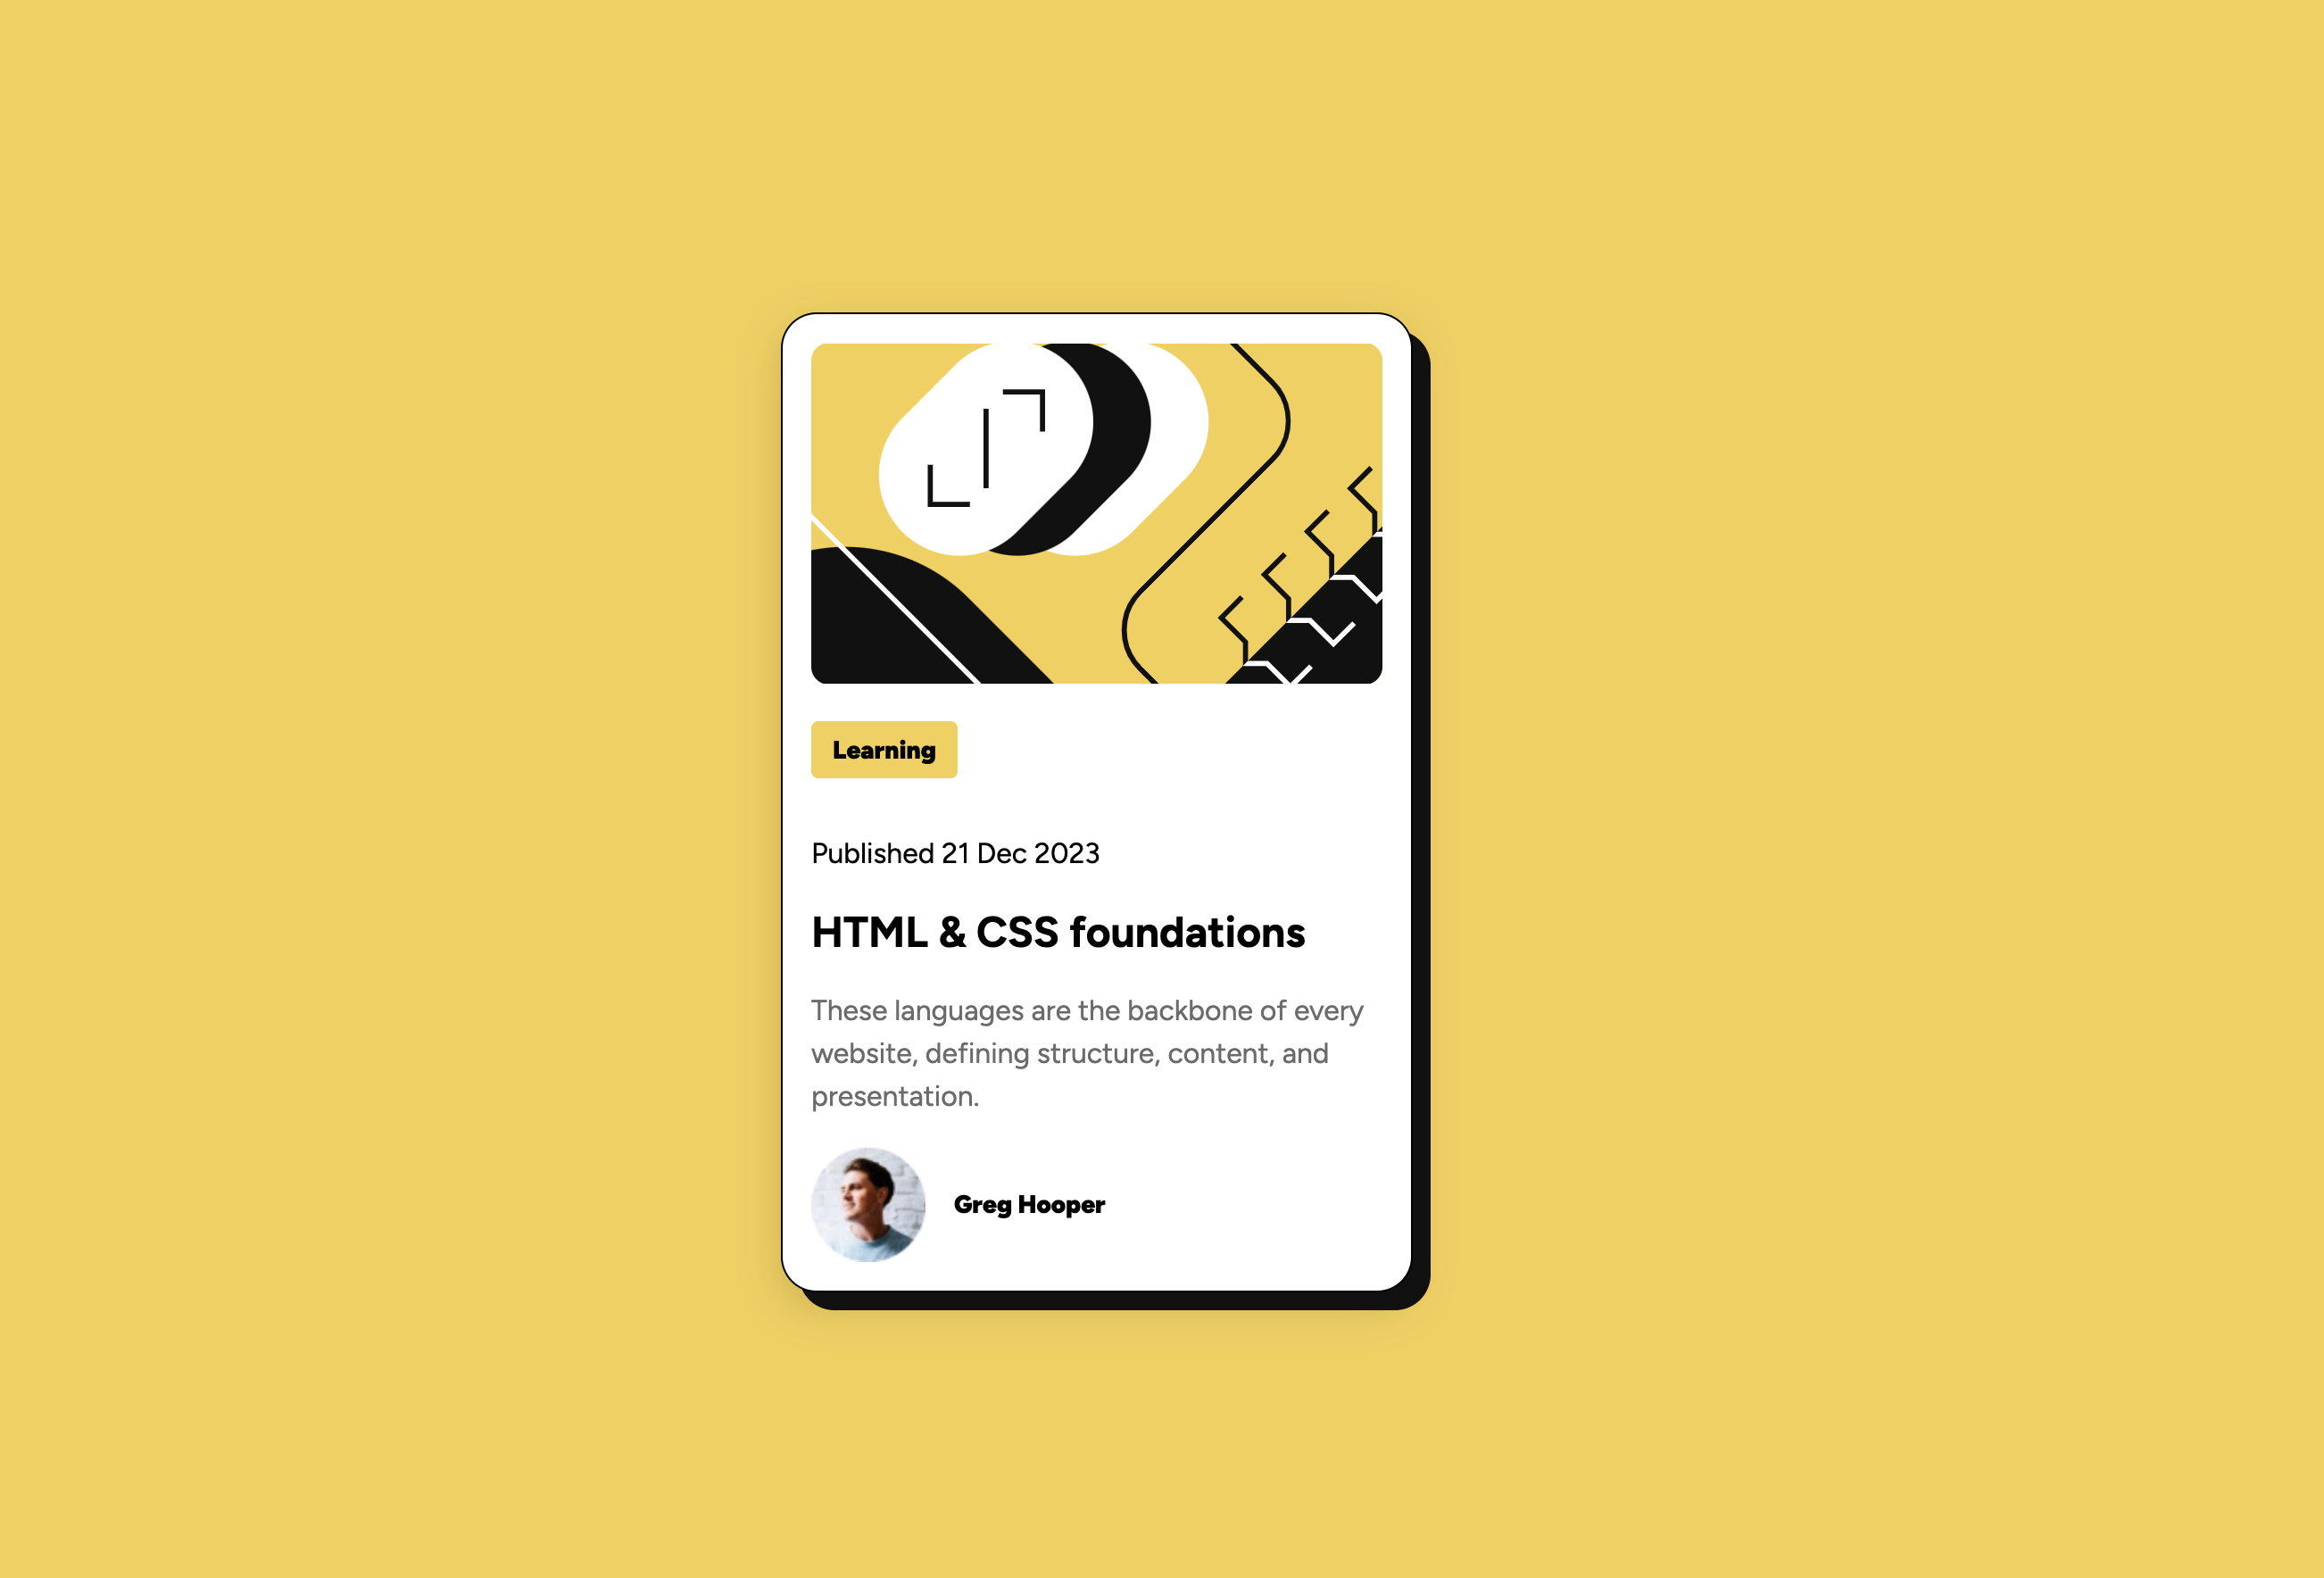 Learning
Published 21 Dec 2023
HTML & CSS foundations
These languages are the backbone of every
website, defining structure, content, and
presentation.
Greg Hooper